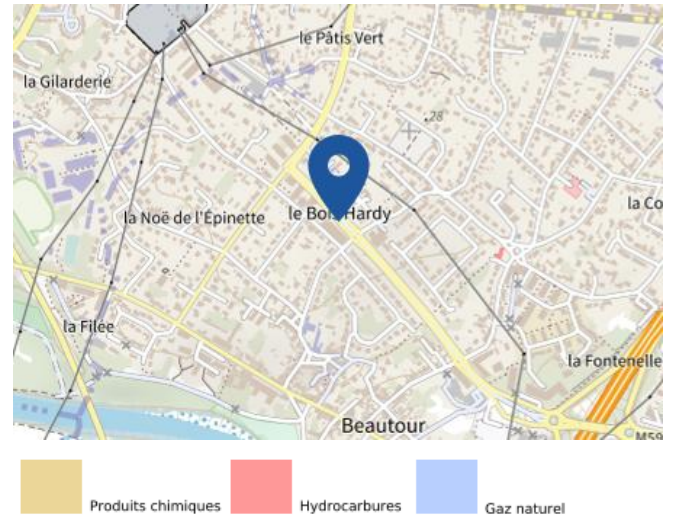 le Pâtis Vert
la Gilarderie
28
la Co
la Noë de l'Épinette
le Bois Hardy
la Filée
la Fontenelle
Beautour
M59
Produits chimiques
Hydrocarbures
Gaz naturel